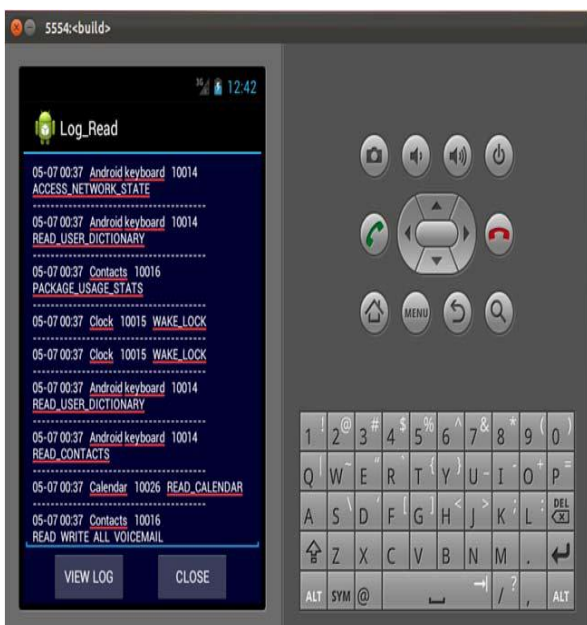 5554:<build>
3G 12:42
Log_Read
05-07 00:37 Android keyboard 10014
ACCESS_NETWORK_STATE
------------------------------------------------
05-07 00:37 Android keyboard 10014
READ_USER_DICTIONARY
------------------------------------------------
05-07 00:37 Contacts 10016
PACKAGE_USAGE_STATS
------------------------------------------------
05-07 00:37 Clock 10015 WAKE_LOCK
------------------------------------------------
05-07 00:37 Clock 10015 WAKE_LOCK
------------------------------------------------
05-07 00:37 Android keyboard 10014
READ_USER_DICTIONARY
------------------------------------------------
05-07 00:37 Android keyboard 10014
READ_CONTACTS
------------------------------------------------
05-07 00:37 Calendar 10026 READ_CALENDAR
------------------------------------------------
05-07 00:37 Contacts 10016
READ WRITE ALL VOICEMAIL
VIEW LOG CLOSE
MENU
1 ! 2 @ 3 # 4 $ 5 % 6 ^ 7 & 8 * 9 ( 0 )
Q | W ~ E " R ` T { Y } U - I - O + P =
A S \ D ' F [ G ] H < J > K ; L : DEL
Z X C V B N M .
ALT SYM @ / ? , ALT